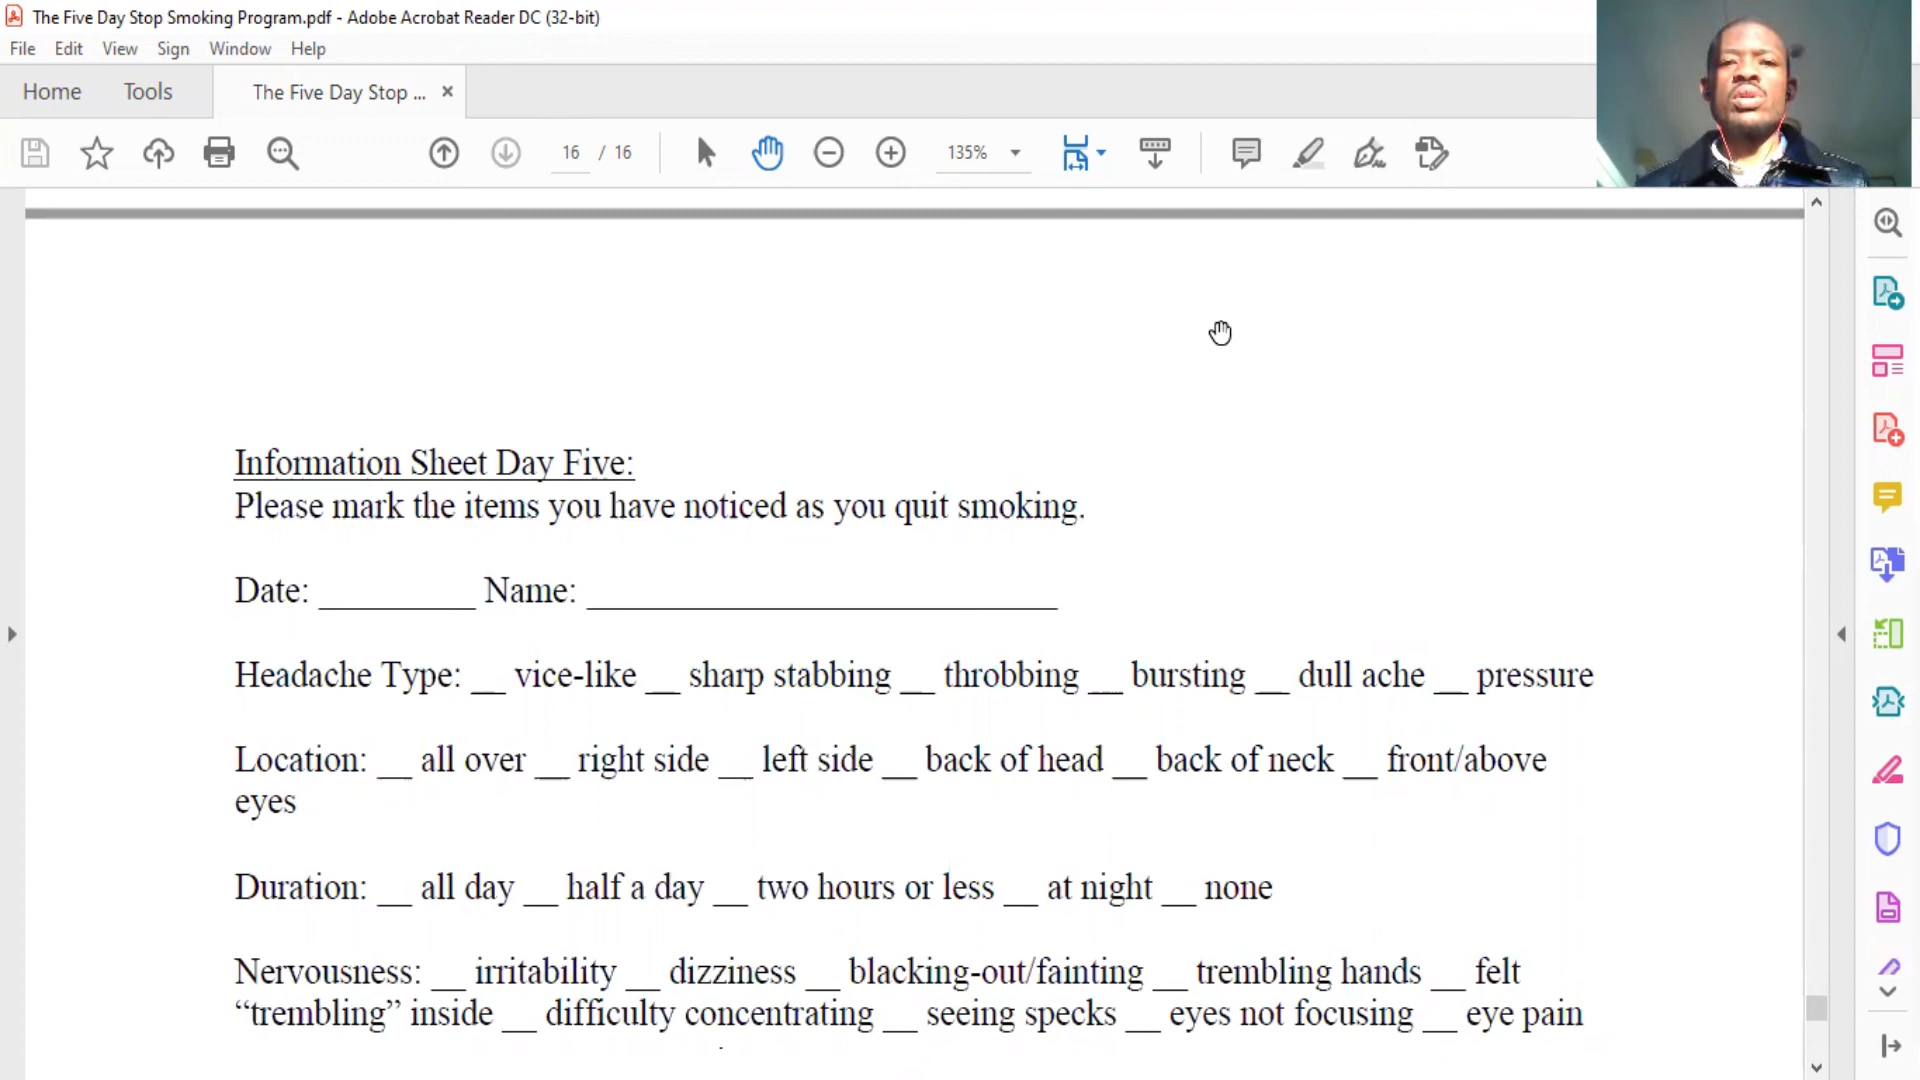 The Five Day Stop Smoking Program.pdf - Adobe Acrobat Reader DC (32-bit)
File Edit View Sign Window Help
Home Tools The Five Day Stop ... ×
16 / 16 135%
Information Sheet Day Five:
Please mark the items you have noticed as you quit smoking.
Date: _________ Name: ___________________________
Headache Type: __ vice-like __ sharp stabbing __ throbbing __ bursting __ dull ache __ pressure
Location: __ all over __ right side __ left side __ back of head __ back of neck __ front/above
eyes
Duration: __ all day __ half a day __ two hours or less __ at night __ none
Nervousness: __ irritability __ dizziness __ blacking-out/fainting __ trembling hands __ felt
“trembling” inside __ difficulty concentrating __ seeing specks __ eyes not focusing __ eye pain